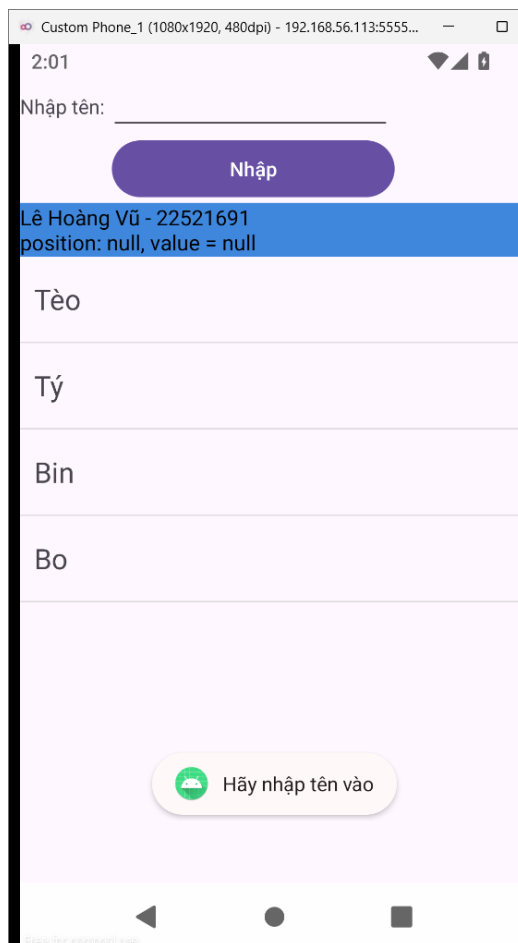 Custom Phone_1 (1080x1920, 480dpi) - 192.168.56.113:5555...
2:01
Nhập tên:
Nhập
Lê Hoàng Vũ - 22521691
position: null, value = null
Tèo
Tý
Bin
Bo
Hãy nhập tên vào